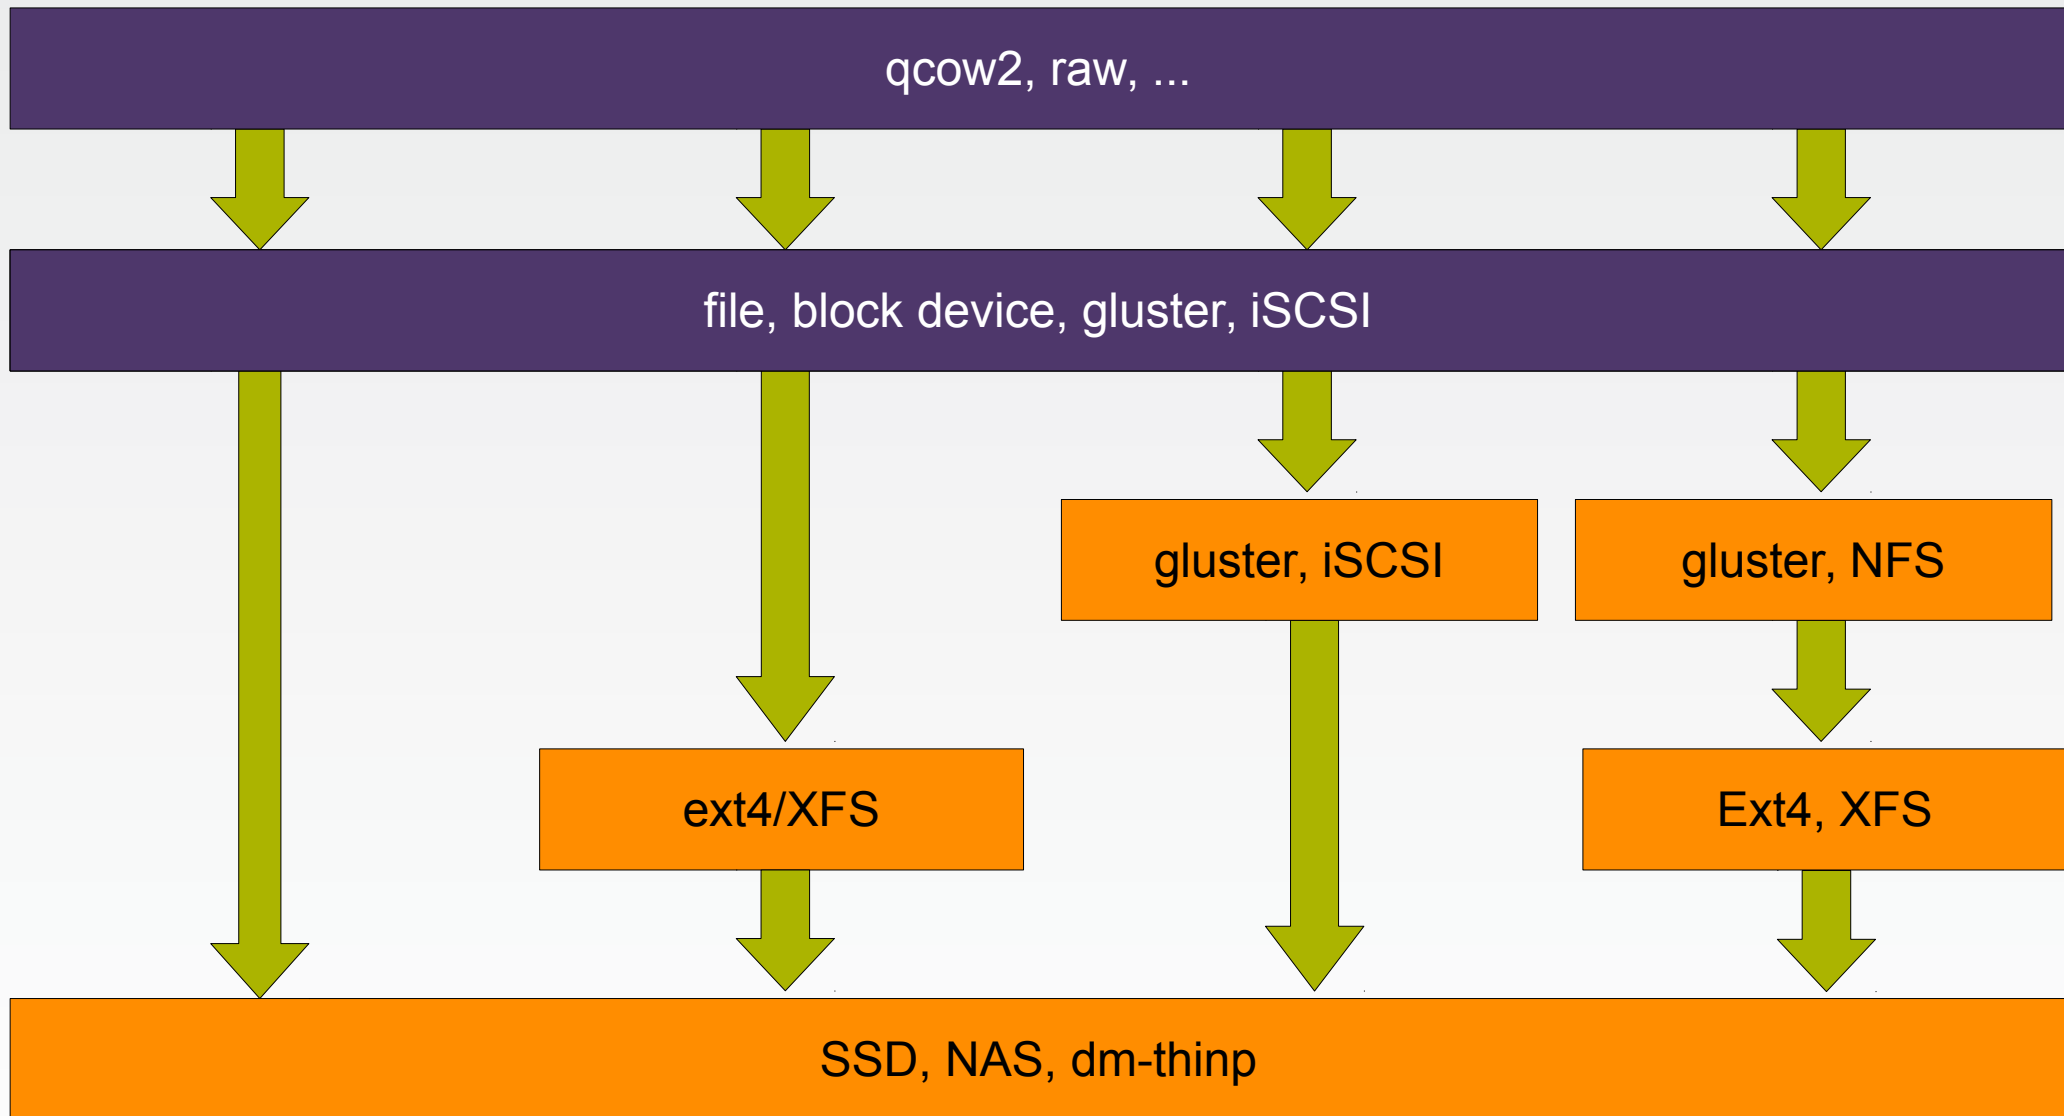 qcow2, raw, ...
file, block device, gluster, iSCSI
gluster, iSCSI
gluster, NFS
ext4/XFS
Ext4, XFS
SSD, NAS, dm-thinp